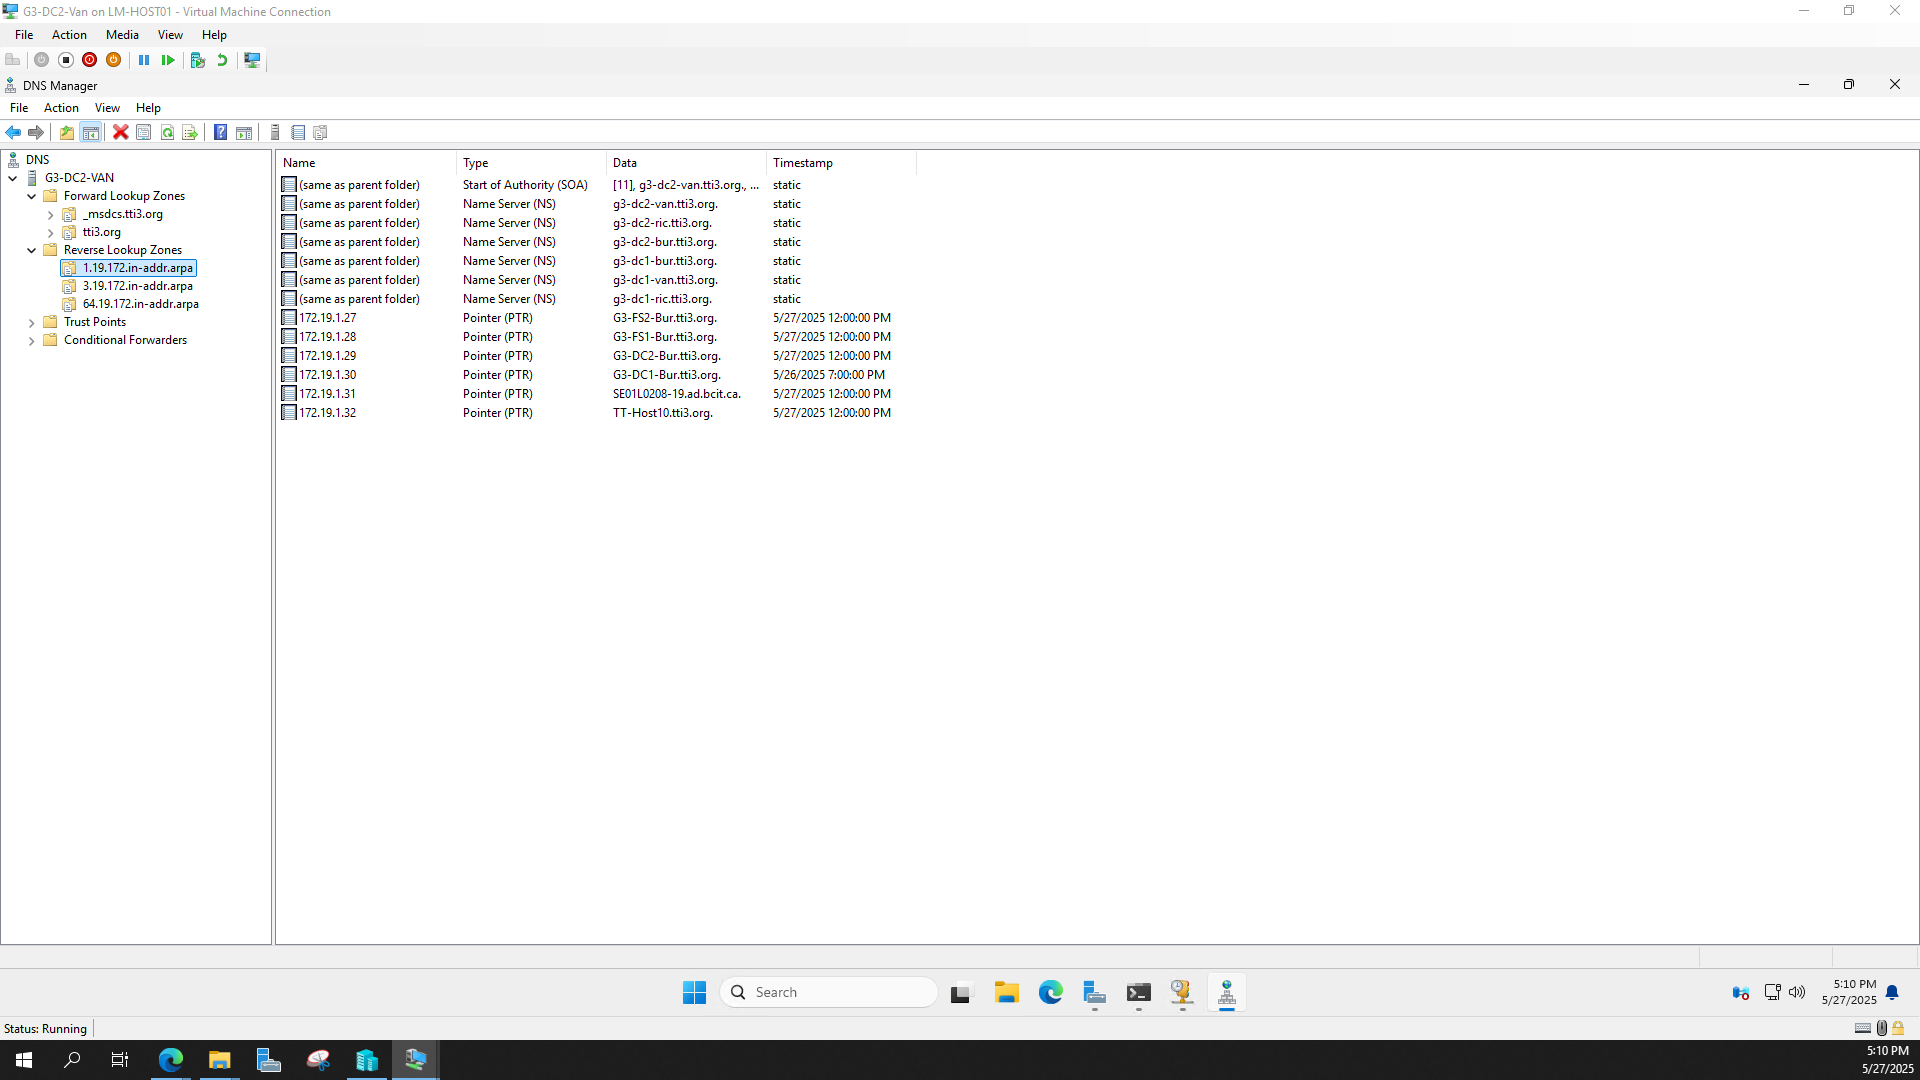 G3-DC2-Van on LM-HOST01 - Virtual Machine Connection
File Action Media View Help
DNS Manager
File Action View Help
DNS
G3-DC2-VAN
Forward Lookup Zones
_msdcs.tti3.org
tti3.org
Reverse Lookup Zones
1.19.172.in-addr.arpa
3.19.172.in-addr.arpa
64.19.172.in-addr.arpa
Trust Points
Conditional Forwarders
Name Type Data Timestamp
(same as parent folder) Start of Authority (SOA) [11], g3-dc2-van.tti3.org., ... static
(same as parent folder) Name Server (NS) g3-dc2-van.tti3.org. static
(same as parent folder) Name Server (NS) g3-dc2-ric.tti3.org. static
(same as parent folder) Name Server (NS) g3-dc2-bur.tti3.org. static
(same as parent folder) Name Server (NS) g3-dc1-bur.tti3.org. static
(same as parent folder) Name Server (NS) g3-dc1-van.tti3.org. static
(same as parent folder) Name Server (NS) g3-dc1-ric.tti3.org. static
172.19.1.27 Pointer (PTR) G3-FS2-Bur.tti3.org. 5/27/2025 12:00:00 PM
172.19.1.28 Pointer (PTR) G3-FS1-Bur.tti3.org. 5/27/2025 12:00:00 PM
172.19.1.29 Pointer (PTR) G3-DC2-Bur.tti3.org. 5/27/2025 12:00:00 PM
172.19.1.30 Pointer (PTR) G3-DC1-Bur.tti3.org. 5/26/2025 7:00:00 PM
172.19.1.31 Pointer (PTR) SE01L0208-19.ad.bcit.ca. 5/27/2025 12:00:00 PM
172.19.1.32 Pointer (PTR) TT-Host10.tti3.org. 5/27/2025 12:00:00 PM
Search
5:10 PM
5/27/2025
Status: Running
5:10 PM
5/27/2025